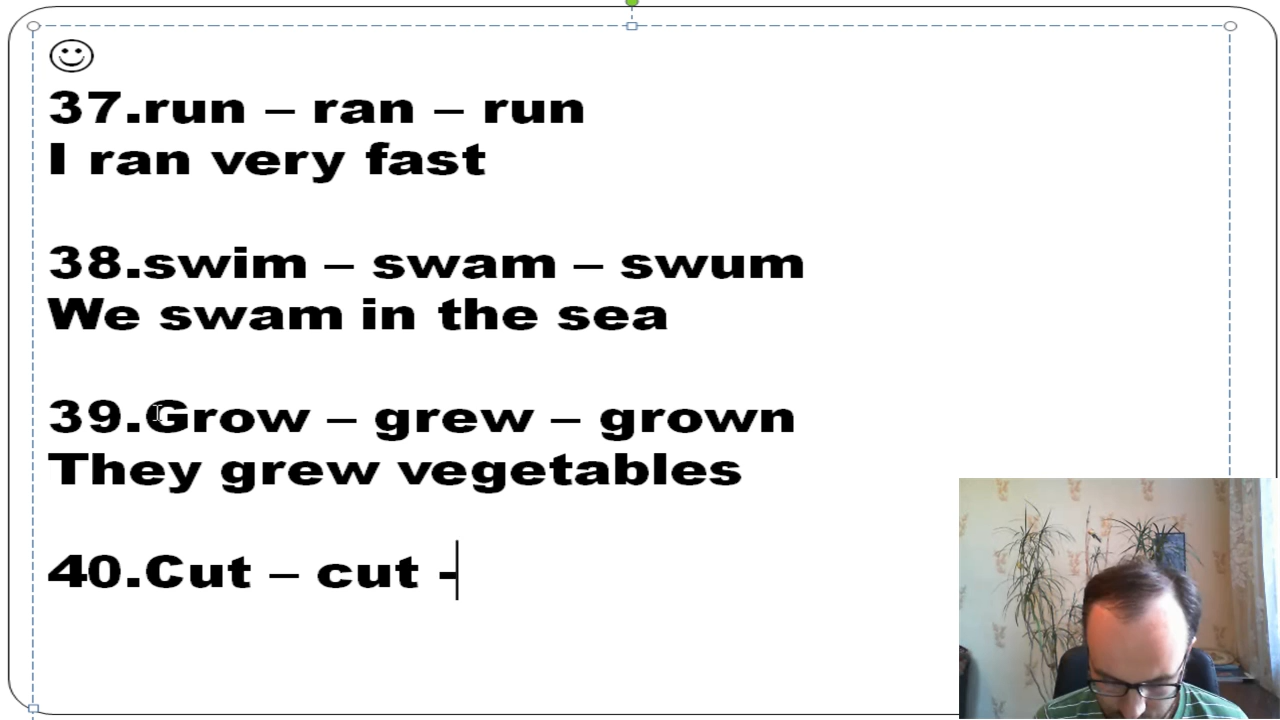 37.run – ran – run
I ran very fast
38.swim – swam – swum
We swam in the sea
39.Grow – grew – grown
They grew vegetables
40.Cut – cut -